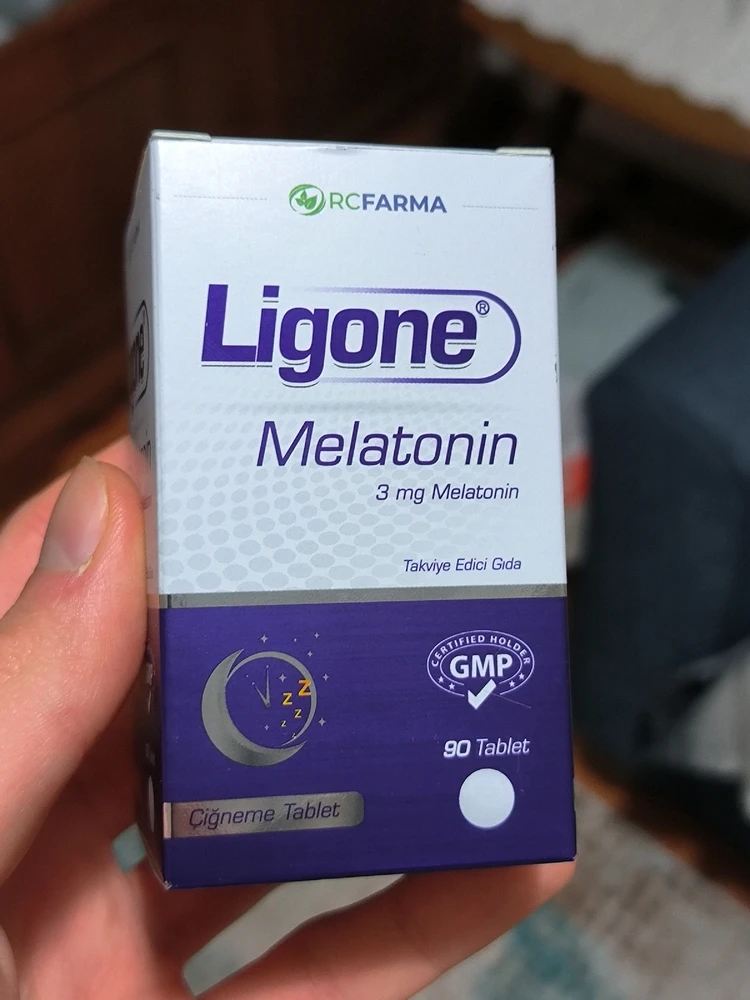 RCFARMA
Ligone®
Melatonin
3 mg Melatonin
Takviye Edici Gıda
CERTIFIED HOLDER
GMP
z z z z
90 Tablet
Çiğneme Tablet